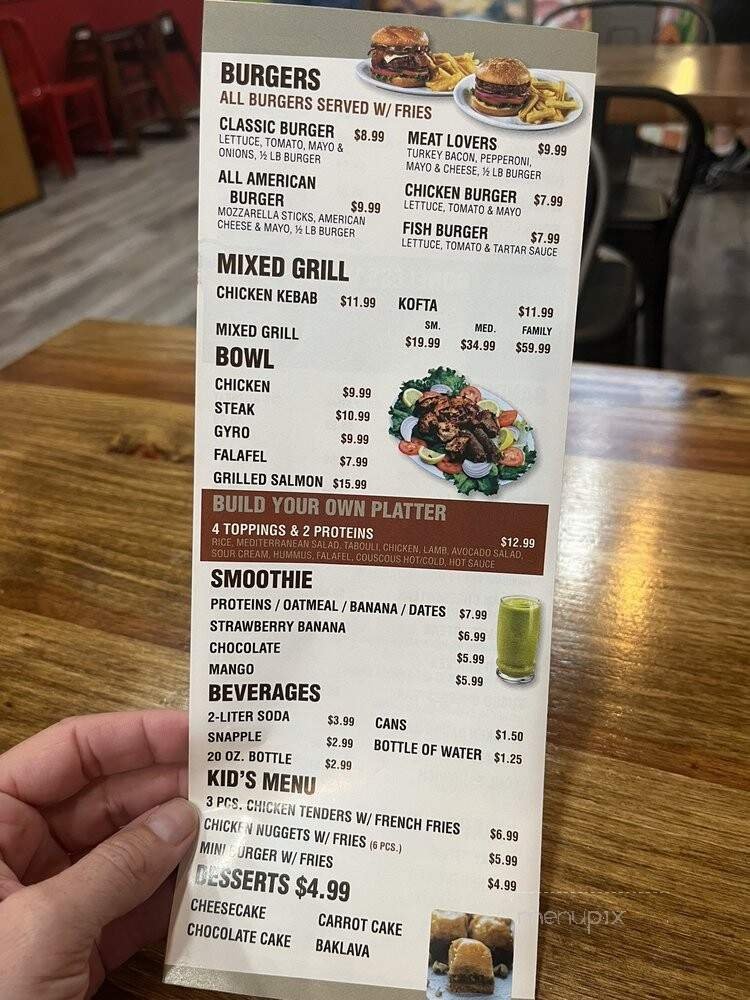 BURGERS
ALL BURGERS SERVED W/ FRIES
CLASSIC BURGER $8.99
LETTUCE, TOMATO, MAYO &
ONIONS, ½ LB BURGER
ALL AMERICAN
BURGER $9.99
MOZZARELLA STICKS, AMERICAN
CHEESE & MAYO, ½ LB BURGER
MEAT LOVERS $9.99
TURKEY BACON, PEPPERONI,
MAYO & CHEESE, ½ LB BURGER
CHICKEN BURGER $7.99
LETTUCE, TOMATO & MAYO
FISH BURGER $7.99
LETTUCE, TOMATO & TARTAR SAUCE
MIXED GRILL
CHICKEN KEBAB $11.99 KOFTA $11.99
SM. MED. FAMILY
MIXED GRILL $19.99 $34.99 $59.99
BOWL
CHICKEN $9.99
STEAK $10.99
GYRO $9.99
FALAFEL $7.99
GRILLED SALMON $15.99
BUILD YOUR OWN PLATTER
4 TOPPINGS & 2 PROTEINS $12.99
RICE, MEDITERRANEAN SALAD, TABOULI, CHICKEN, LAMB, AVOCADO SALAD,
SOUR CREAM, HUMMUS, FALAFEL, COUSCOUS HOT/COLD, HOT SAUCE
SMOOTHIE
PROTEINS / OATMEAL / BANANA / DATES $7.99
STRAWBERRY BANANA $6.99
CHOCOLATE $5.99
MANGO $5.99
BEVERAGES
2-LITER SODA $3.99 CANS $1.50
SNAPPLE $2.99 BOTTLE OF WATER $1.25
20 OZ. BOTTLE $2.99
KID'S MENU
3 PCS. CHICKEN TENDERS W/ FRENCH FRIES $6.99
CHICKEN NUGGETS W/ FRIES (6 PCS.) $5.99
MINI BURGER W/ FRIES $4.99
DESSERTS $4.99
CHEESECAKE CARROT CAKE
CHOCOLATE CAKE BAKLAVA
menupix